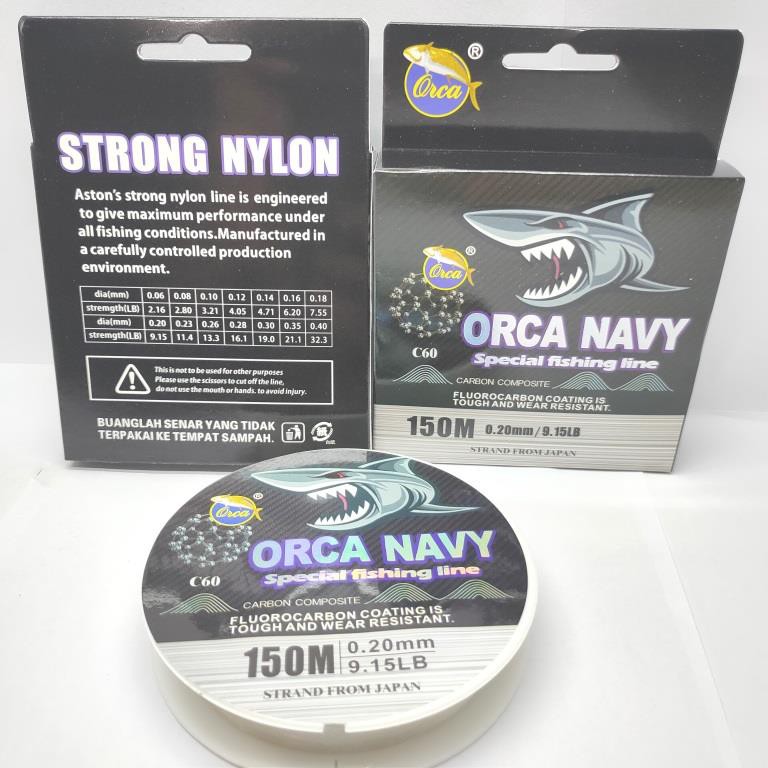 STRONG NYLON
Aston's strong nylon line is engineered
to give maximum performance under
all fishing conditions.Manufactured in
a carefully controlled production
environment.
dia(mm) 0.06 0.08 0.10 0.12 0.14 0.16 0.18
stremgth(LB) 2.16 2.80 3.21 4.05 4.71 6.20 7.55
dia(mm) 0.20 0.23 0.26 0.28 0.30 0.35 0.40
stremgth(LB) 9.15 11.4 13.3 16.1 19.0 21.1 32.3
This is not to be used for other purposes
Please use the scissors to cut off the line,
do not use the mouth or hands. to avoid injury.
BUANGLAH SENAR YANG TIDAK
TERPAKAI KE TEMPAT SAMPAH.
Orca ®
Orca ®
C60
ORCA NAVY
Special fishing line
CARBON COMPOSITE
FLUOROCARBON COATING IS
TOUGH AND WEAR RESISTANT.
150M 0.20mm/9.15LB
STRAND FROM JAPAN
Orca ®
C60
ORCA NAVY
Special fishing line
CARBON COMPOSITE
FLUOROCARBON COATING IS
TOUGH AND WEAR RESISTANT.
150M 0.20mm
9.15LB
STRAND FROM JAPAN